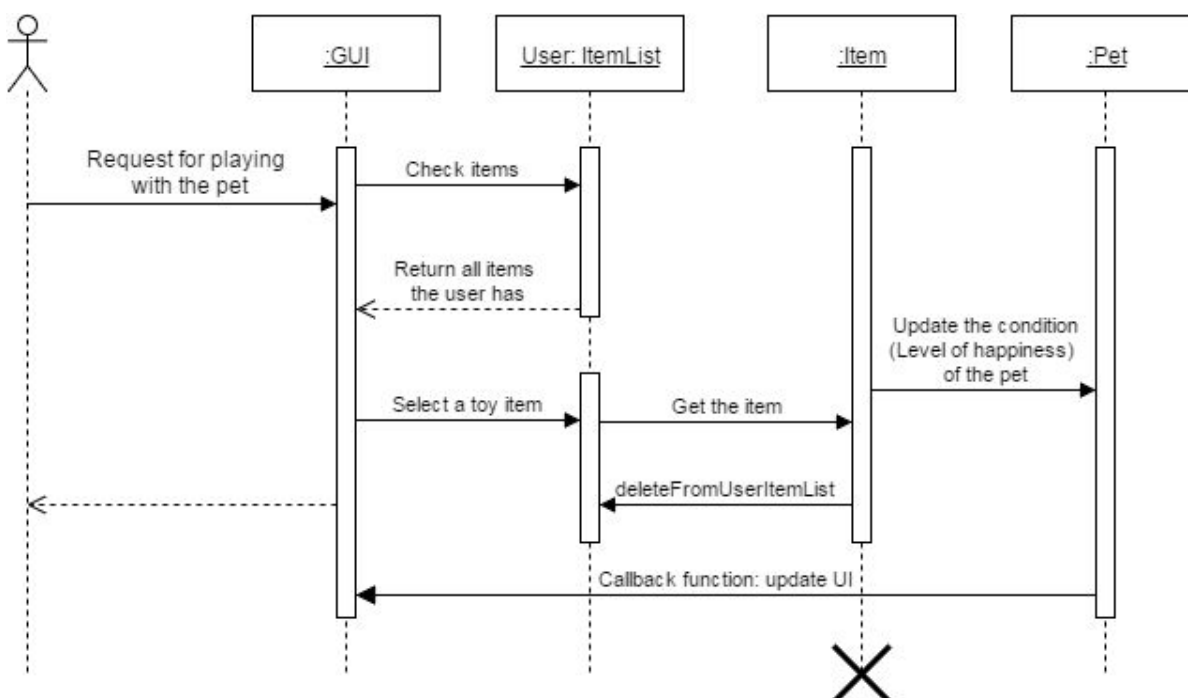 :GUI
User: ItemList
:Item
:Pet
Request for playing
with the pet
Check items
Return all items
the user has
Update the condition
(Level of happiness)
of the pet
Select a toy item
Get the item
deleteFromUserItemList
Callback function: update UI